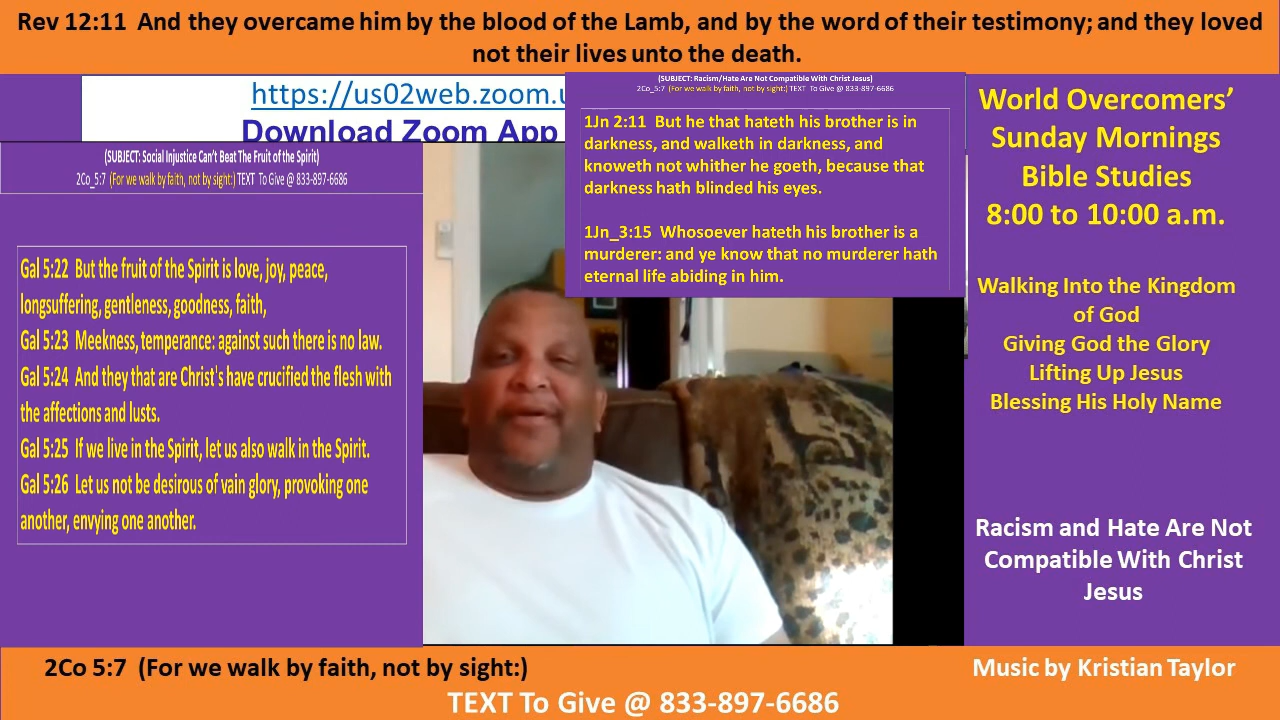 Rev 12:11 And they overcame him by the blood of the Lamb, and by the word of their testimony; and they loved
not their lives unto the death.
https://us02web.zoom.u
Download Zoom App
(SUBJECT: Social Injustice Can't Beat The Fruit of the Spirit)
2Co_5:7 (For we walk by faith, not by sight:) TEXT To Give @ 833-897-6686
Gal 5:22 But the fruit of the Spirit is love, joy, peace,
longsuffering, gentleness, goodness, faith,
Gal 5:23 Meekness, temperance: against such there is no law.
Gal 5:24 And they that are Christ's have crucified the flesh with
the affections and lusts.
Gal 5:25 If we live in the Spirit, let us also walk in the Spirit.
Gal 5:26 Let us not be desirous of vain glory, provoking one
another, envying one another.
(SUBJECT: Racism/Hate Are Not Compatible With Christ Jesus)
2Co_5:7 (For we walk by faith, not by sight:) TEXT To Give @ 833-897-6686
1Jn 2:11 But he that hateth his brother is in
darkness, and walketh in darkness, and
knoweth not whither he goeth, because that
darkness hath blinded his eyes.
1Jn_3:15 Whosoever hateth his brother is a
murderer: and ye know that no murderer hath
eternal life abiding in him.
World Overcomers'
Sunday Mornings
Bible Studies
8:00 to 10:00 a.m.
Walking Into the Kingdom
of God
Giving God the Glory
Lifting Up Jesus
Blessing His Holy Name
Racism and Hate Are Not
Compatible With Christ
Jesus
2Co 5:7 (For we walk by faith, not by sight:)
Music by Kristian Taylor
TEXT To Give @ 833-897-6686